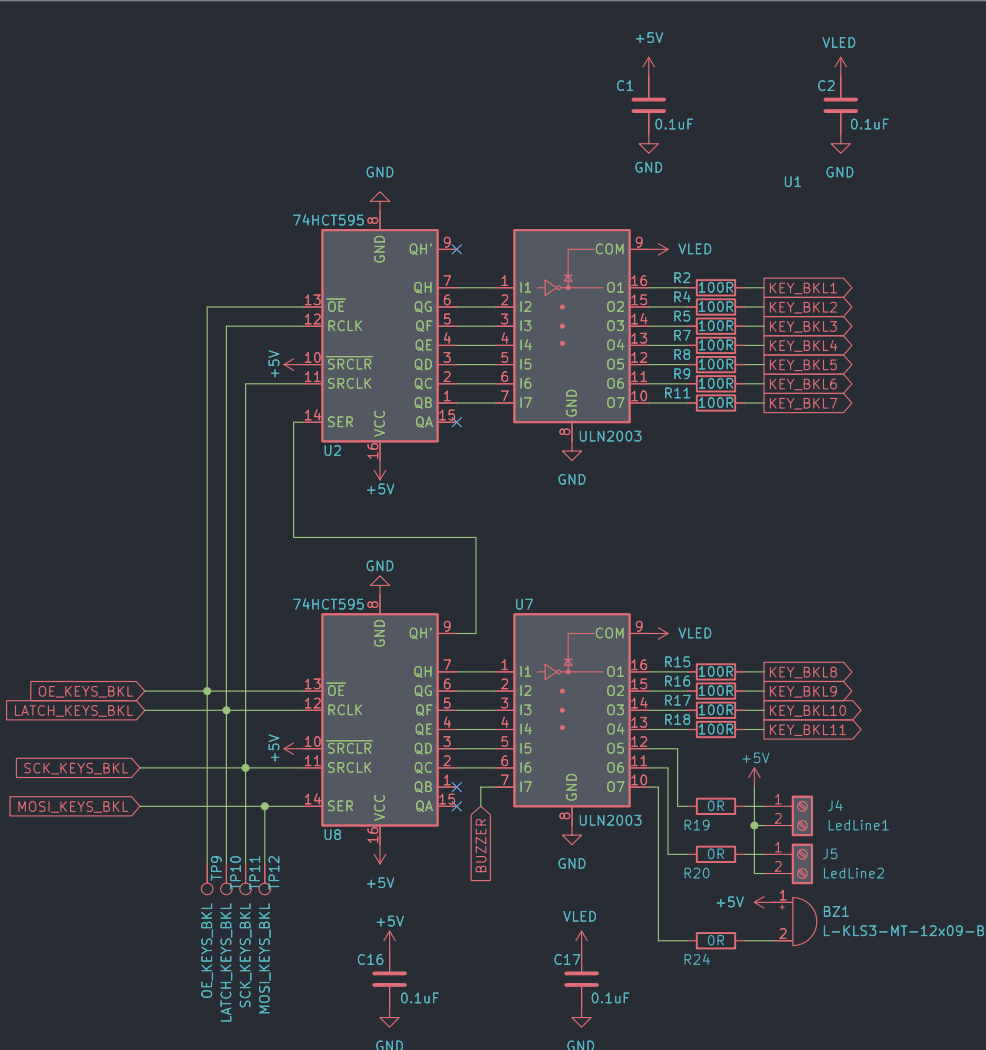 +5V
VLED
C1
C2
0.1uF
0.1uF
GND
GND
U1
GND
74HCT595
8
GND
QH' 9
COM 9 VLED
QH 7 1 I1 O1 16 R2 100R KEY_BKL1
13 OE QG 6 2 I2 O2 15 R4 100R KEY_BKL2
12 RCLK QF 5 3 I3 O3 14 R5 100R KEY_BKL3
QE 4 4 I4 O4 13 R7 100R KEY_BKL4
+5V 10 SRCLR QD 3 5 I5 O5 12 R8 100R KEY_BKL5
11 SRCLK QC 2 6 I6 O6 11 R9 100R KEY_BKL6
QB 1 7 I7 O7 10 R11 100R KEY_BKL7
14 SER QA 15
VCC
16
GND
8
U2
ULN2003
+5V
GND
GND
74HCT595
U7
8
GND
QH' 9
COM 9 VLED
QH 7 1 I1 O1 16 R15 100R KEY_BKL8
OE_KEYS_BKL 13 OE QG 6 2 I2 O2 15 R16 100R KEY_BKL9
LATCH_KEYS_BKL 12 RCLK QF 5 3 I3 O3 14 R17 100R KEY_BKL10
QE 4 4 I4 O4 13 R18 100R KEY_BKL11
+5V 10 SRCLR QD 3 5 I5 O5 12
SCK_KEYS_BKL 11 SRCLK QC 2 6 I6 O6 11
QB 1 7 I7 O7 10
MOSI_KEYS_BKL 14 SER QA 15
VCC
16
GND
8
U8
ULN2003
+5V
GND
BUZZER
+5V
0R 1 J4
R19 2 LedLine1
0R 1 J5
R20 2 LedLine2
+5V 1 +
BZ1
L-KLS3-MT-12x09-B
0R 2
R24
TP9
TP10
TP11
TP12
OE_KEYS_BKL
LATCH_KEYS_BKL
SCK_KEYS_BKL
MOSI_KEYS_BKL
+5V
VLED
C16
C17
0.1uF
0.1uF
GND
GND